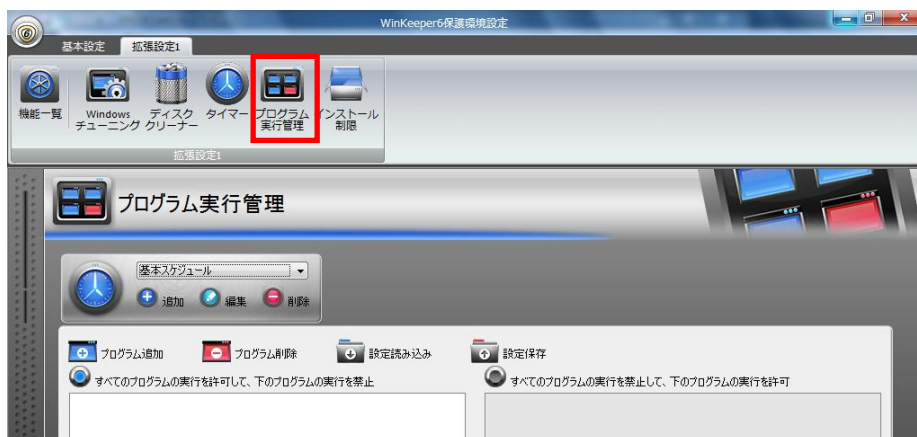 WinKeeper6保護環境設定
基本設定 拡張設定1
機能一覧
Windows
チューニング
ディスク
クリーナー
タイマー
プログラム
実行管理
インストール
制限
拡張設定1
プログラム実行管理
基本スケジュール
追加 編集 削除
プログラム追加 プログラム削除 設定読み込み 設定保存
すべてのプログラムの実行を許可して、下のプログラムの実行を禁止
すべてのプログラムの実行を禁止して、下のプログラムの実行を許可